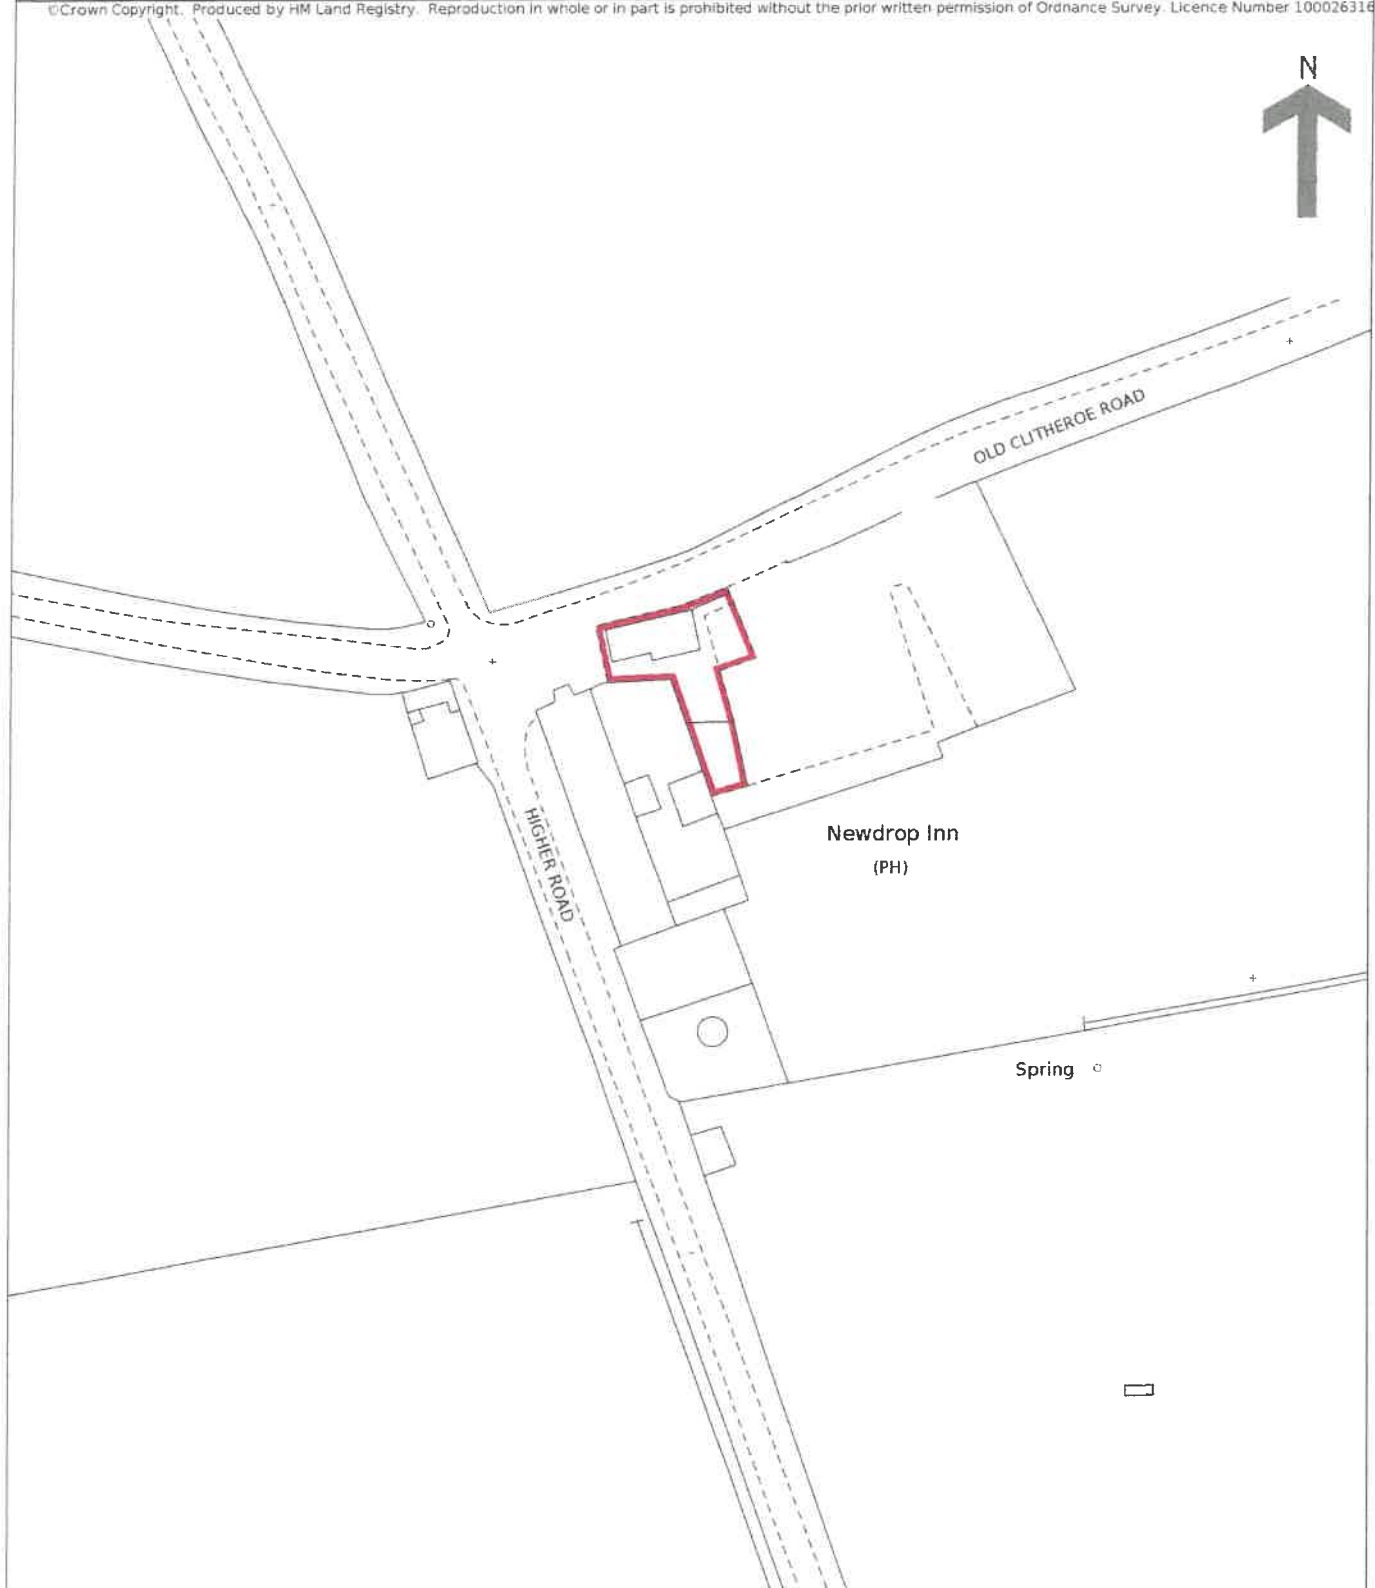 ©Crown Copyright. Produced by HM Land Registry. Reproduction in whole or in part is prohibited without the prior written permission of Ordnance Survey. Licence Number 100026316
N
OLD CLITHEROE ROAD
HIGHER ROAD
Newdrop Inn
(PH)
Spring